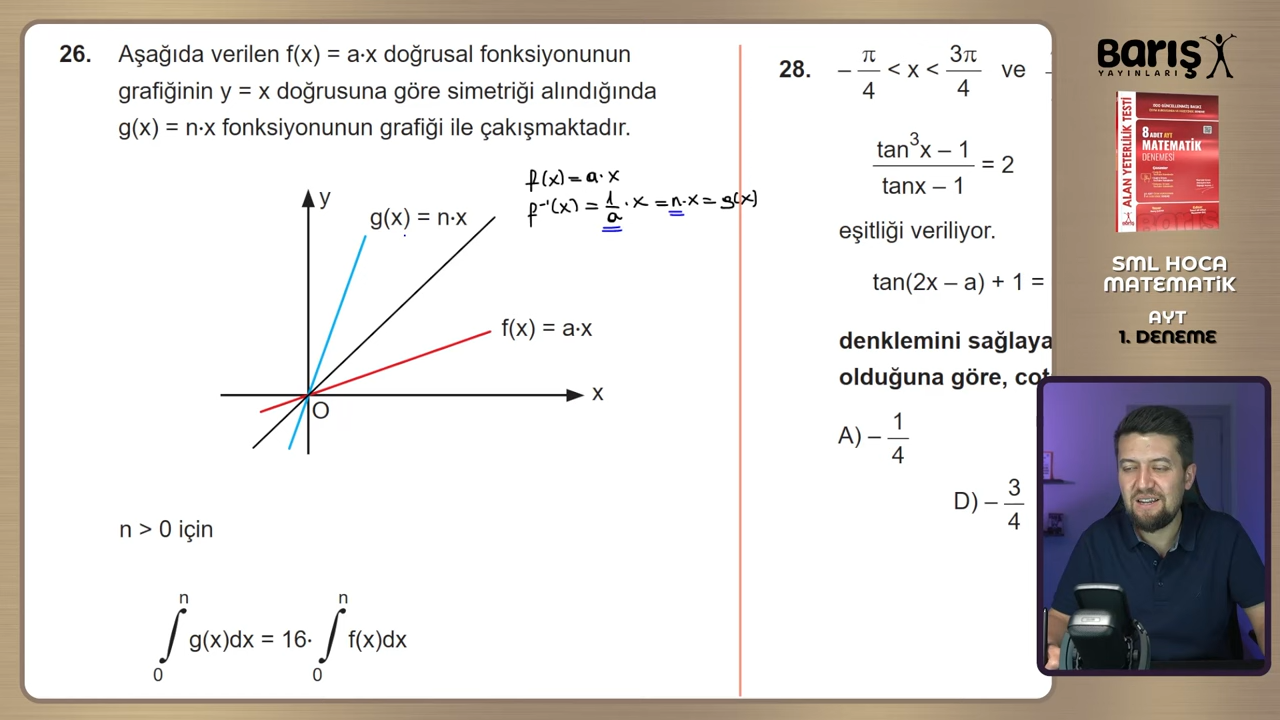 26. Aşağıda verilen f(x) = a·x doğrusal fonksiyonunun
grafiğinin y = x doğrusuna göre simetriği alındığında
g(x) = n·x fonksiyonunun grafiği ile çakışmaktadır.
f(x) = a·x
f⁻¹(x) = 1/a · x = n·x = g(x)
y
g(x) = n·x
f(x) = a·x
x
O
n > 0 için
∫₀ⁿ g(x)dx = 16· ∫₀ⁿ f(x)dx
28. – π/4 < x < 3π/4 ve
(tan³x – 1)/(tanx – 1) = 2
eşitliği veriliyor.
tan(2x – a) + 1 =
denklemini sağlaya
olduğuna göre, cot
A) – 1/4
D) – 3/4
BARIŞ
YAYINLARI
ALAN YETERLİLİK TESTİ
8 ADET AYT
MATEMATİK
DENEMESİ
BARIŞ
SML HOCA
MATEMATİK
AYT
1. DENEME